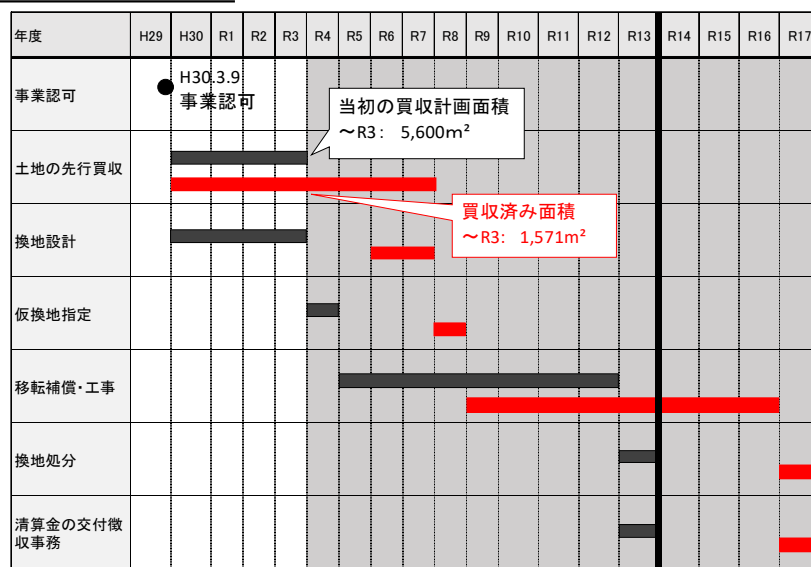 年度 H29 H30 R1 R2 R3 R4 R5 R6 R7 R8 R9 R10 R11 R12 R13 R14 R15 R16 R17
事業認可
H30.3.9
事業認可
当初の買収計画面積
～R3： 5,600m²
土地の先行買収
買収済み面積
～R3： 1,571m²
換地設計
仮換地指定
移転補償・工事
換地処分
清算金の交付徴
収事務